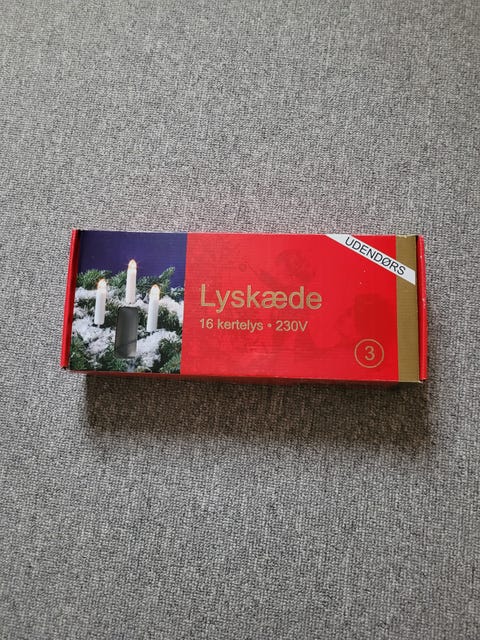 UDENDØRS
Lyskæde
16 kertelys • 230V
3